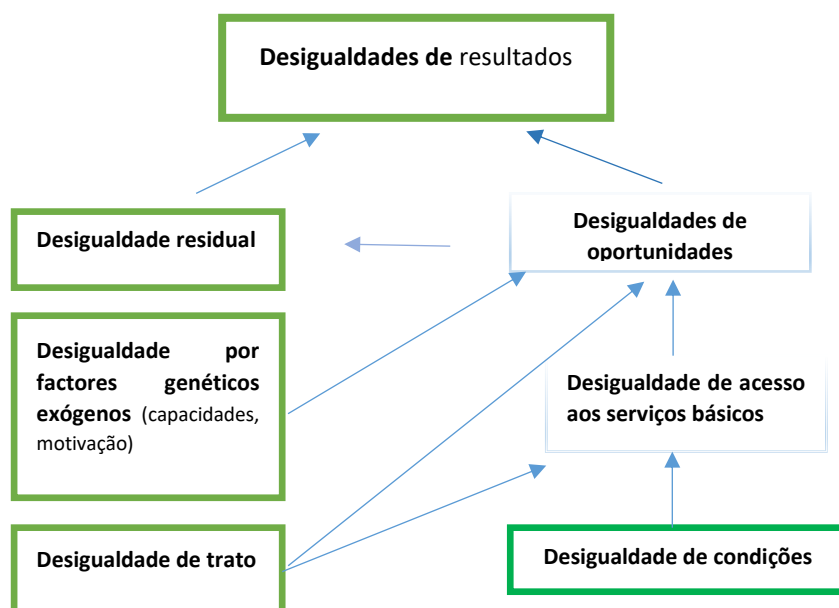 Desigualdades de resultados
Desigualdade residual
Desigualdades de
oportunidades
Desigualdade por
factores genéticos
exógenos (capacidades,
motivação)
Desigualdade de acesso
aos serviços básicos
Desigualdade de trato
Desigualdade de condições